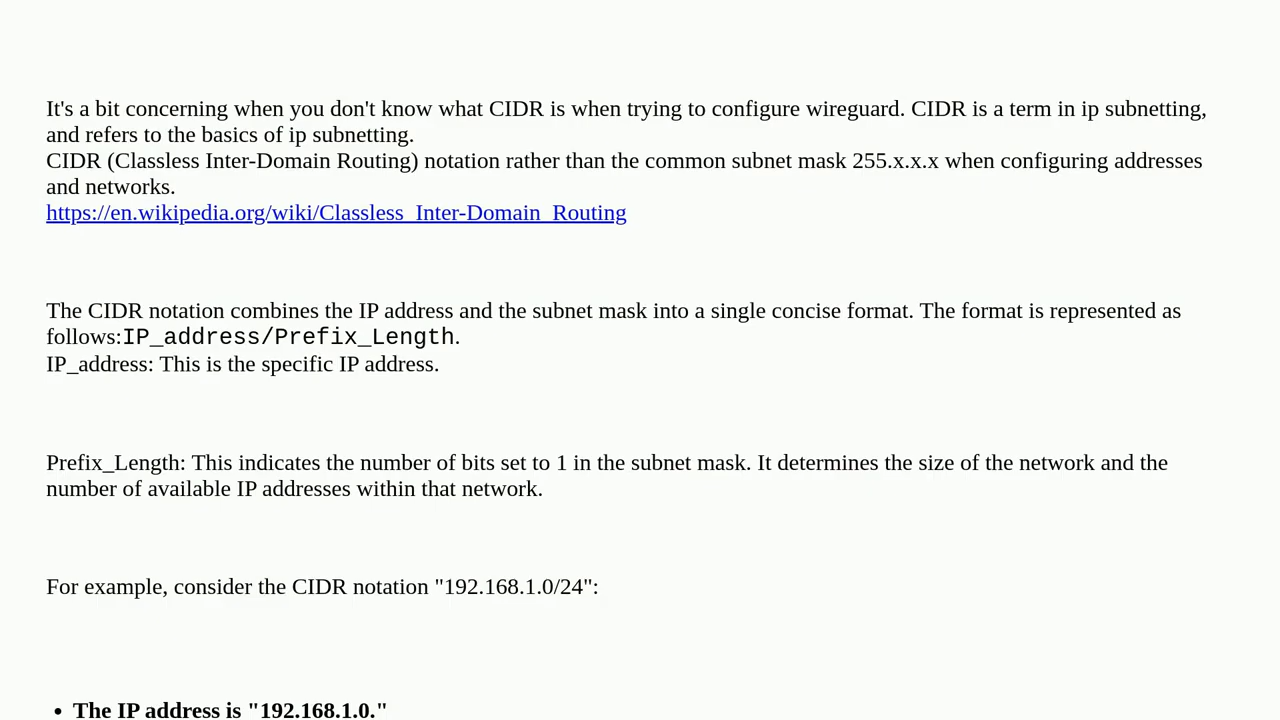 It's a bit concerning when you don't know what CIDR is when trying to configure wireguard. CIDR is a term in ip subnetting,
and refers to the basics of ip subnetting.
CIDR (Classless Inter-Domain Routing) notation rather than the common subnet mask 255.x.x.x when configuring addresses
and networks.
https://en.wikipedia.org/wiki/Classless_Inter-Domain_Routing
The CIDR notation combines the IP address and the subnet mask into a single concise format. The format is represented as
follows:IP_address/Prefix_Length.
IP_address: This is the specific IP address.
Prefix_Length: This indicates the number of bits set to 1 in the subnet mask. It determines the size of the network and the
number of available IP addresses within that network.
For example, consider the CIDR notation "192.168.1.0/24":
• The IP address is "192.168.1.0."